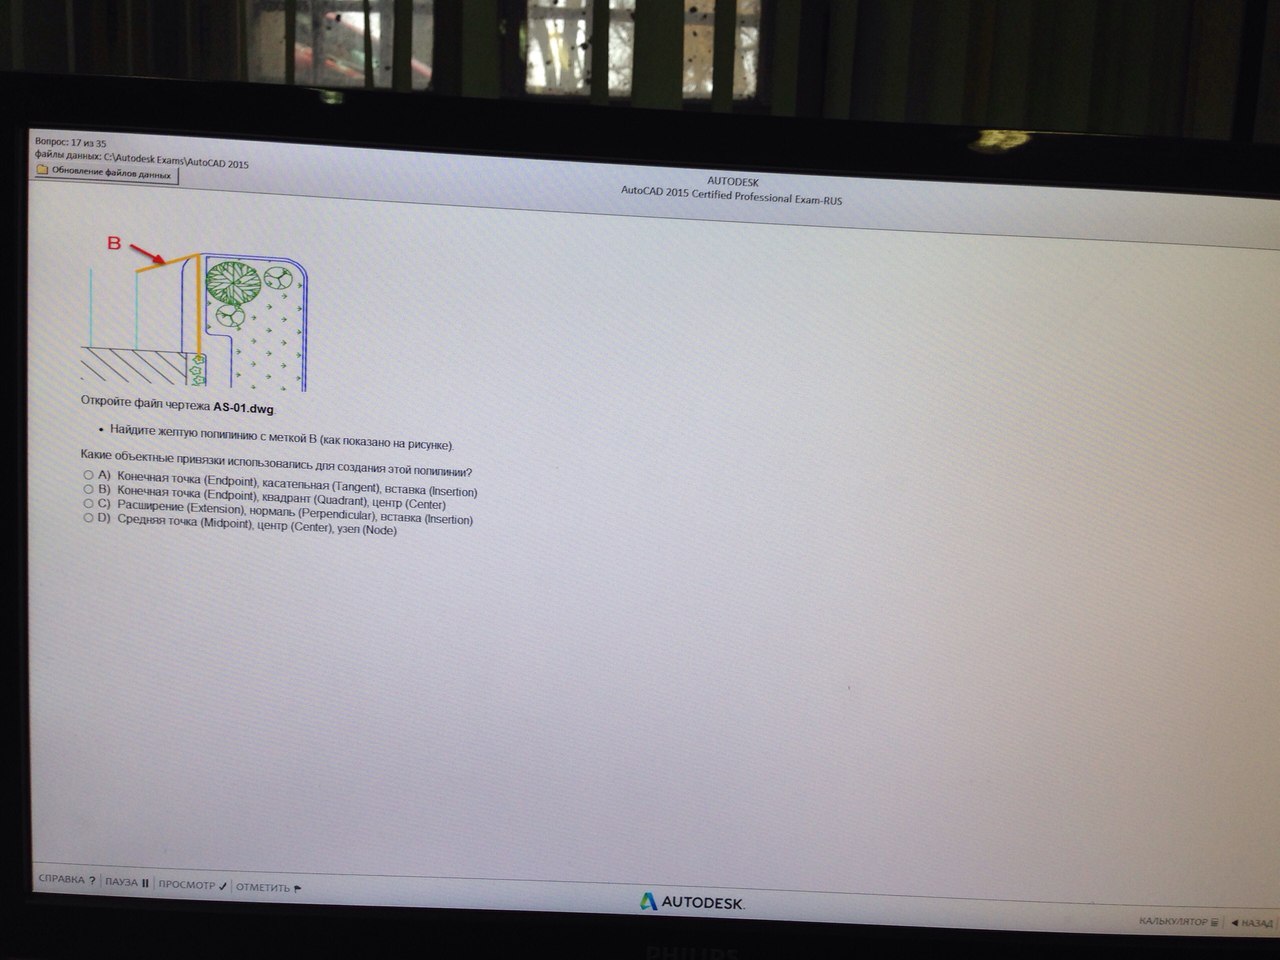 Вопрос: 17 из 35
файлы данных: C:\Autodesk Exams\AutoCAD 2015
Обновление файлов данных
AUTODESK
AutoCAD 2015 Certified Professional Exam-RUS
B
Откройте файл чертежа AS-01.dwg.
• Найдите желтую полилинию с меткой B (как показано на рисунке).
Какие объектные привязки использовались для создания этой полилинии?
A) Конечная точка (Endpoint), касательная (Tangent), вставка (Insertion)
B) Конечная точка (Endpoint), квадрант (Quadrant), центр (Center)
C) Расширение (Extension), нормаль (Perpendicular), вставка (Insertion)
D) Средняя точка (Midpoint), центр (Center), узел (Node)
СПРАВКА ? | ПАУЗА | ПРОСМОТР ✓ | ОТМЕТИТЬ
AUTODESK.
КАЛЬКУЛЯТОР | ◄ НАЗАД
PHILIPS